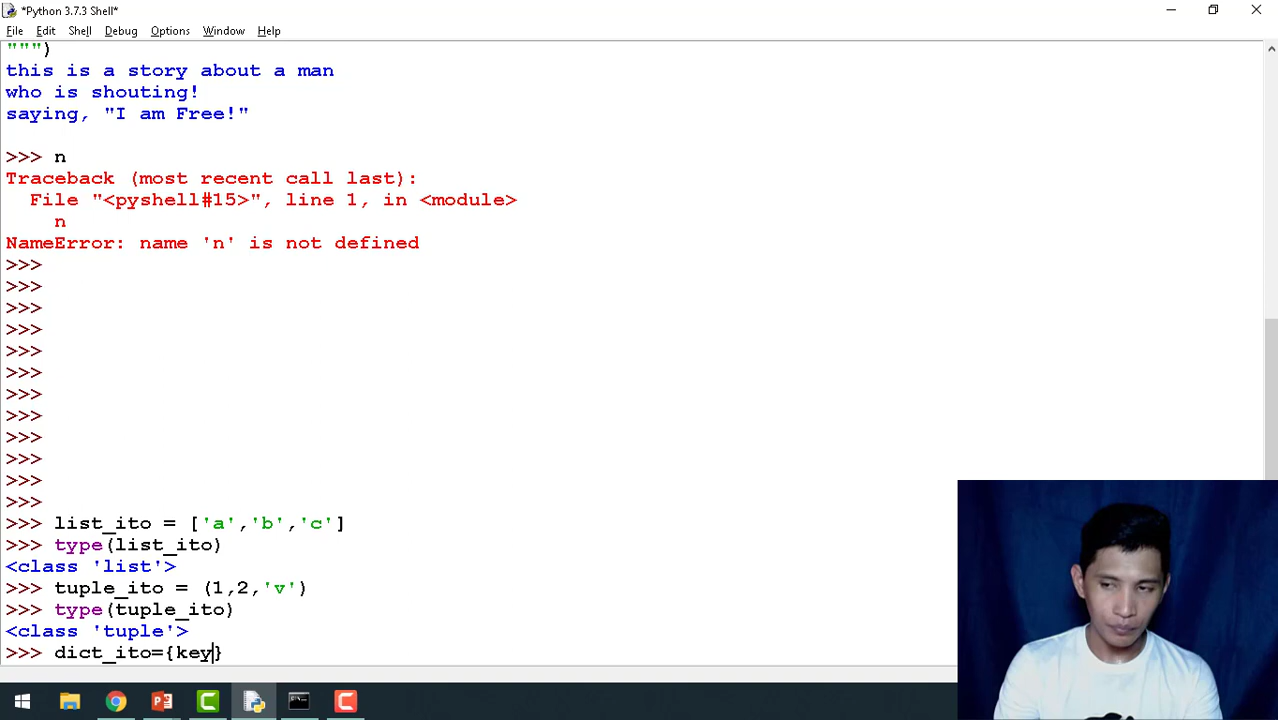 *Python 3.7.3 Shell*
File Edit Shell Debug Options Window Help
""")
this is a story about a man
who is shouting!
saying, "I am Free!"
>>> n
Traceback (most recent call last):
File "<pyshell#15>", line 1, in <module>
n
NameError: name 'n' is not defined
>>>
>>>
>>>
>>>
>>>
>>>
>>>
>>>
>>>
>>>
>>>
>>>
>>> list_ito = ['a','b','c']
>>> type(list_ito)
<class 'list'>
>>> tuple_ito = (1,2,'v')
>>> type(tuple_ito)
<class 'tuple'>
>>> dict_ito={key}